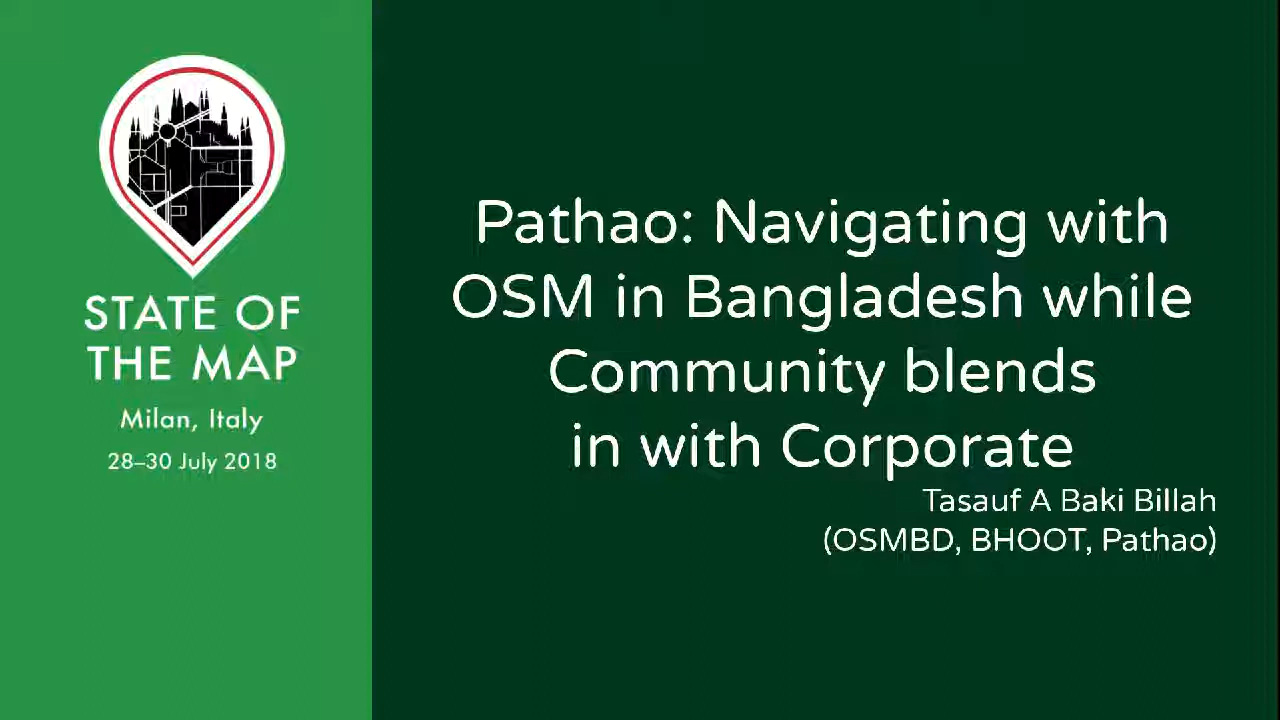 STATE OF
THE MAP
Milan, Italy
28–30 July 2018
Pathao: Navigating with
OSM in Bangladesh while
Community blends
in with Corporate
Tasauf A Baki Billah
(OSMBD, BHOOT, Pathao)